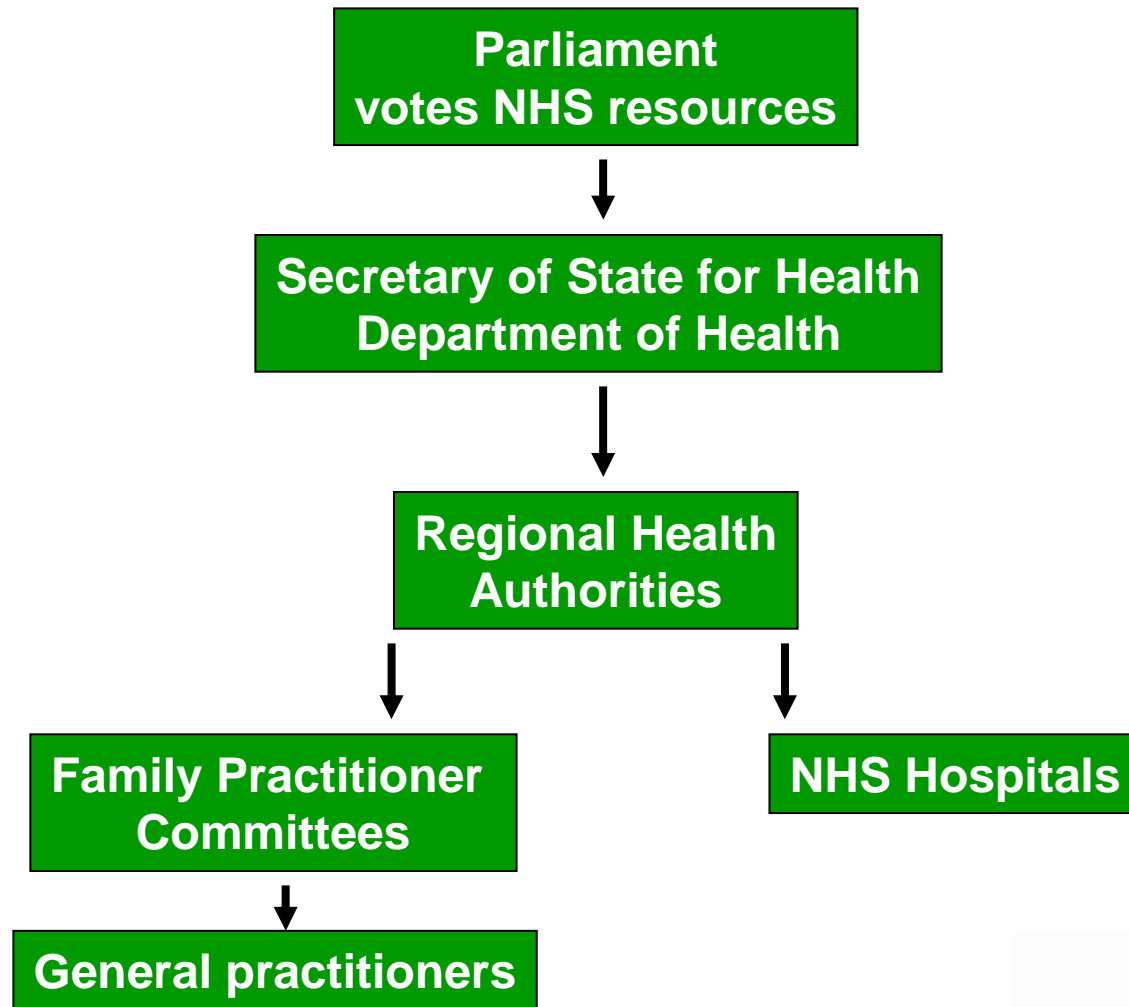 Parliament
votes NHS resources
Secretary of State for Health
Department of Health
Regional Health
Authorities
Family Practitioner
Committees
NHS Hospitals
General practitioners